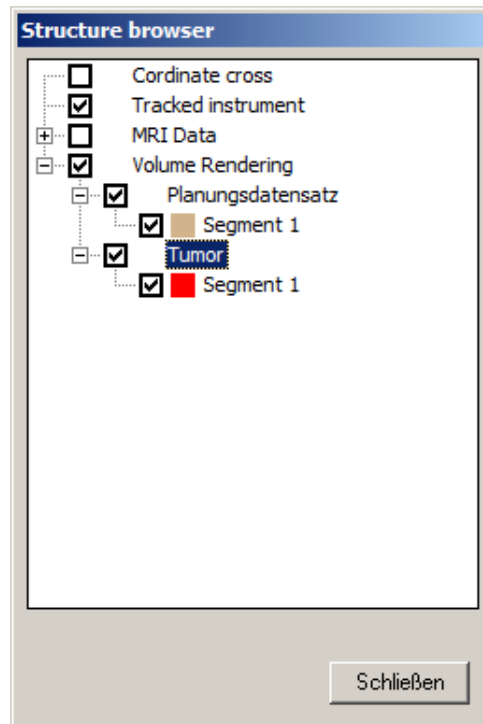 Structure browser
Cordinate cross
Tracked instrument
MRI Data
Volume Rendering
Planungsdatensatz
Segment 1
Tumor
Segment 1
Schließen